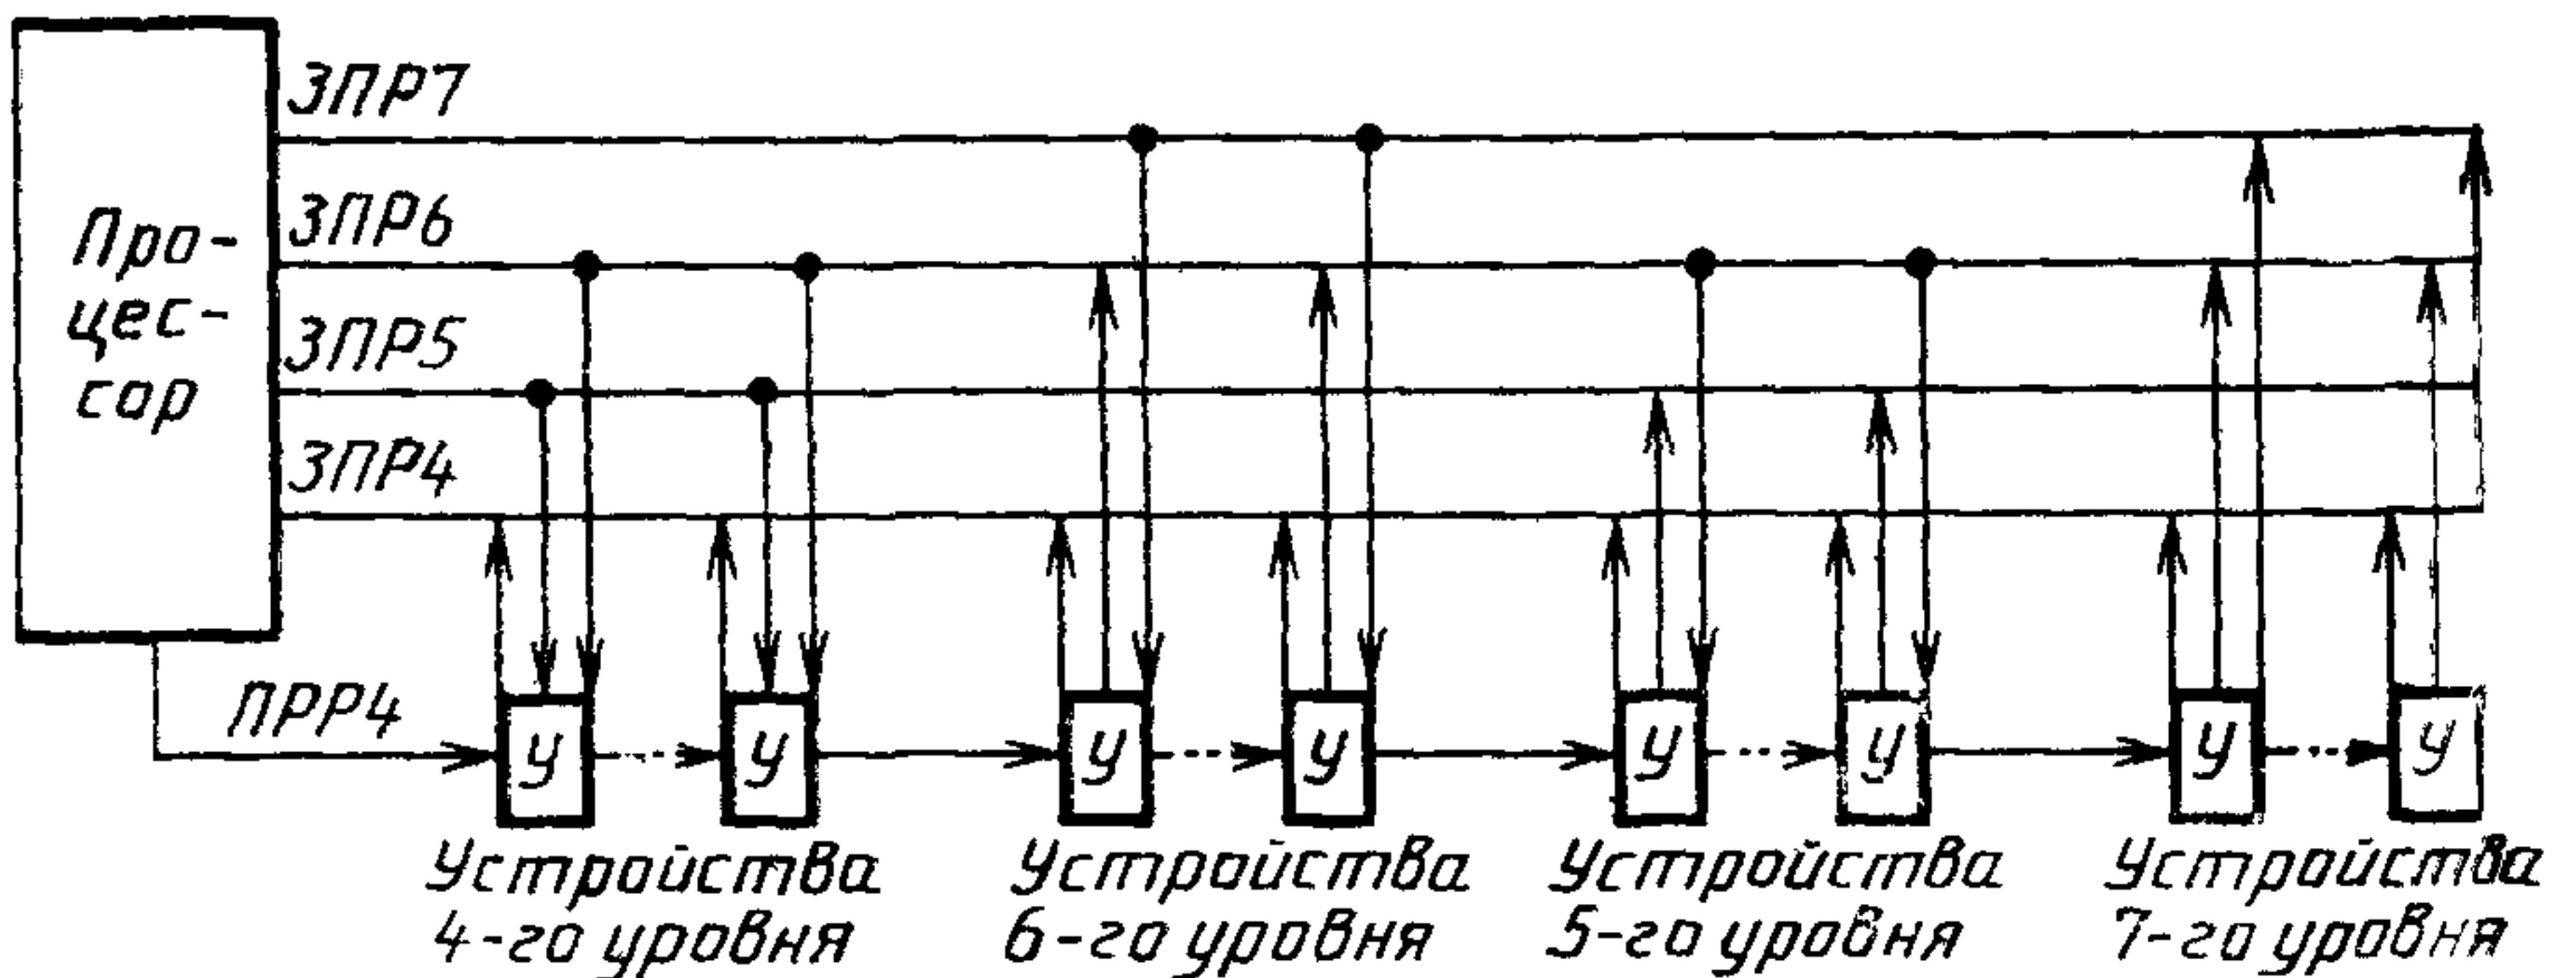 Про-
цес-
сор
ЗПР7
ЗПР6
ЗПР5
ЗПР4
ПРР4
У
У
У
У
У
У
У
У
Устройства
4-го уровня
Устройства
6-го уровня
Устройства
5-го уровня
Устройства
7-го уровня